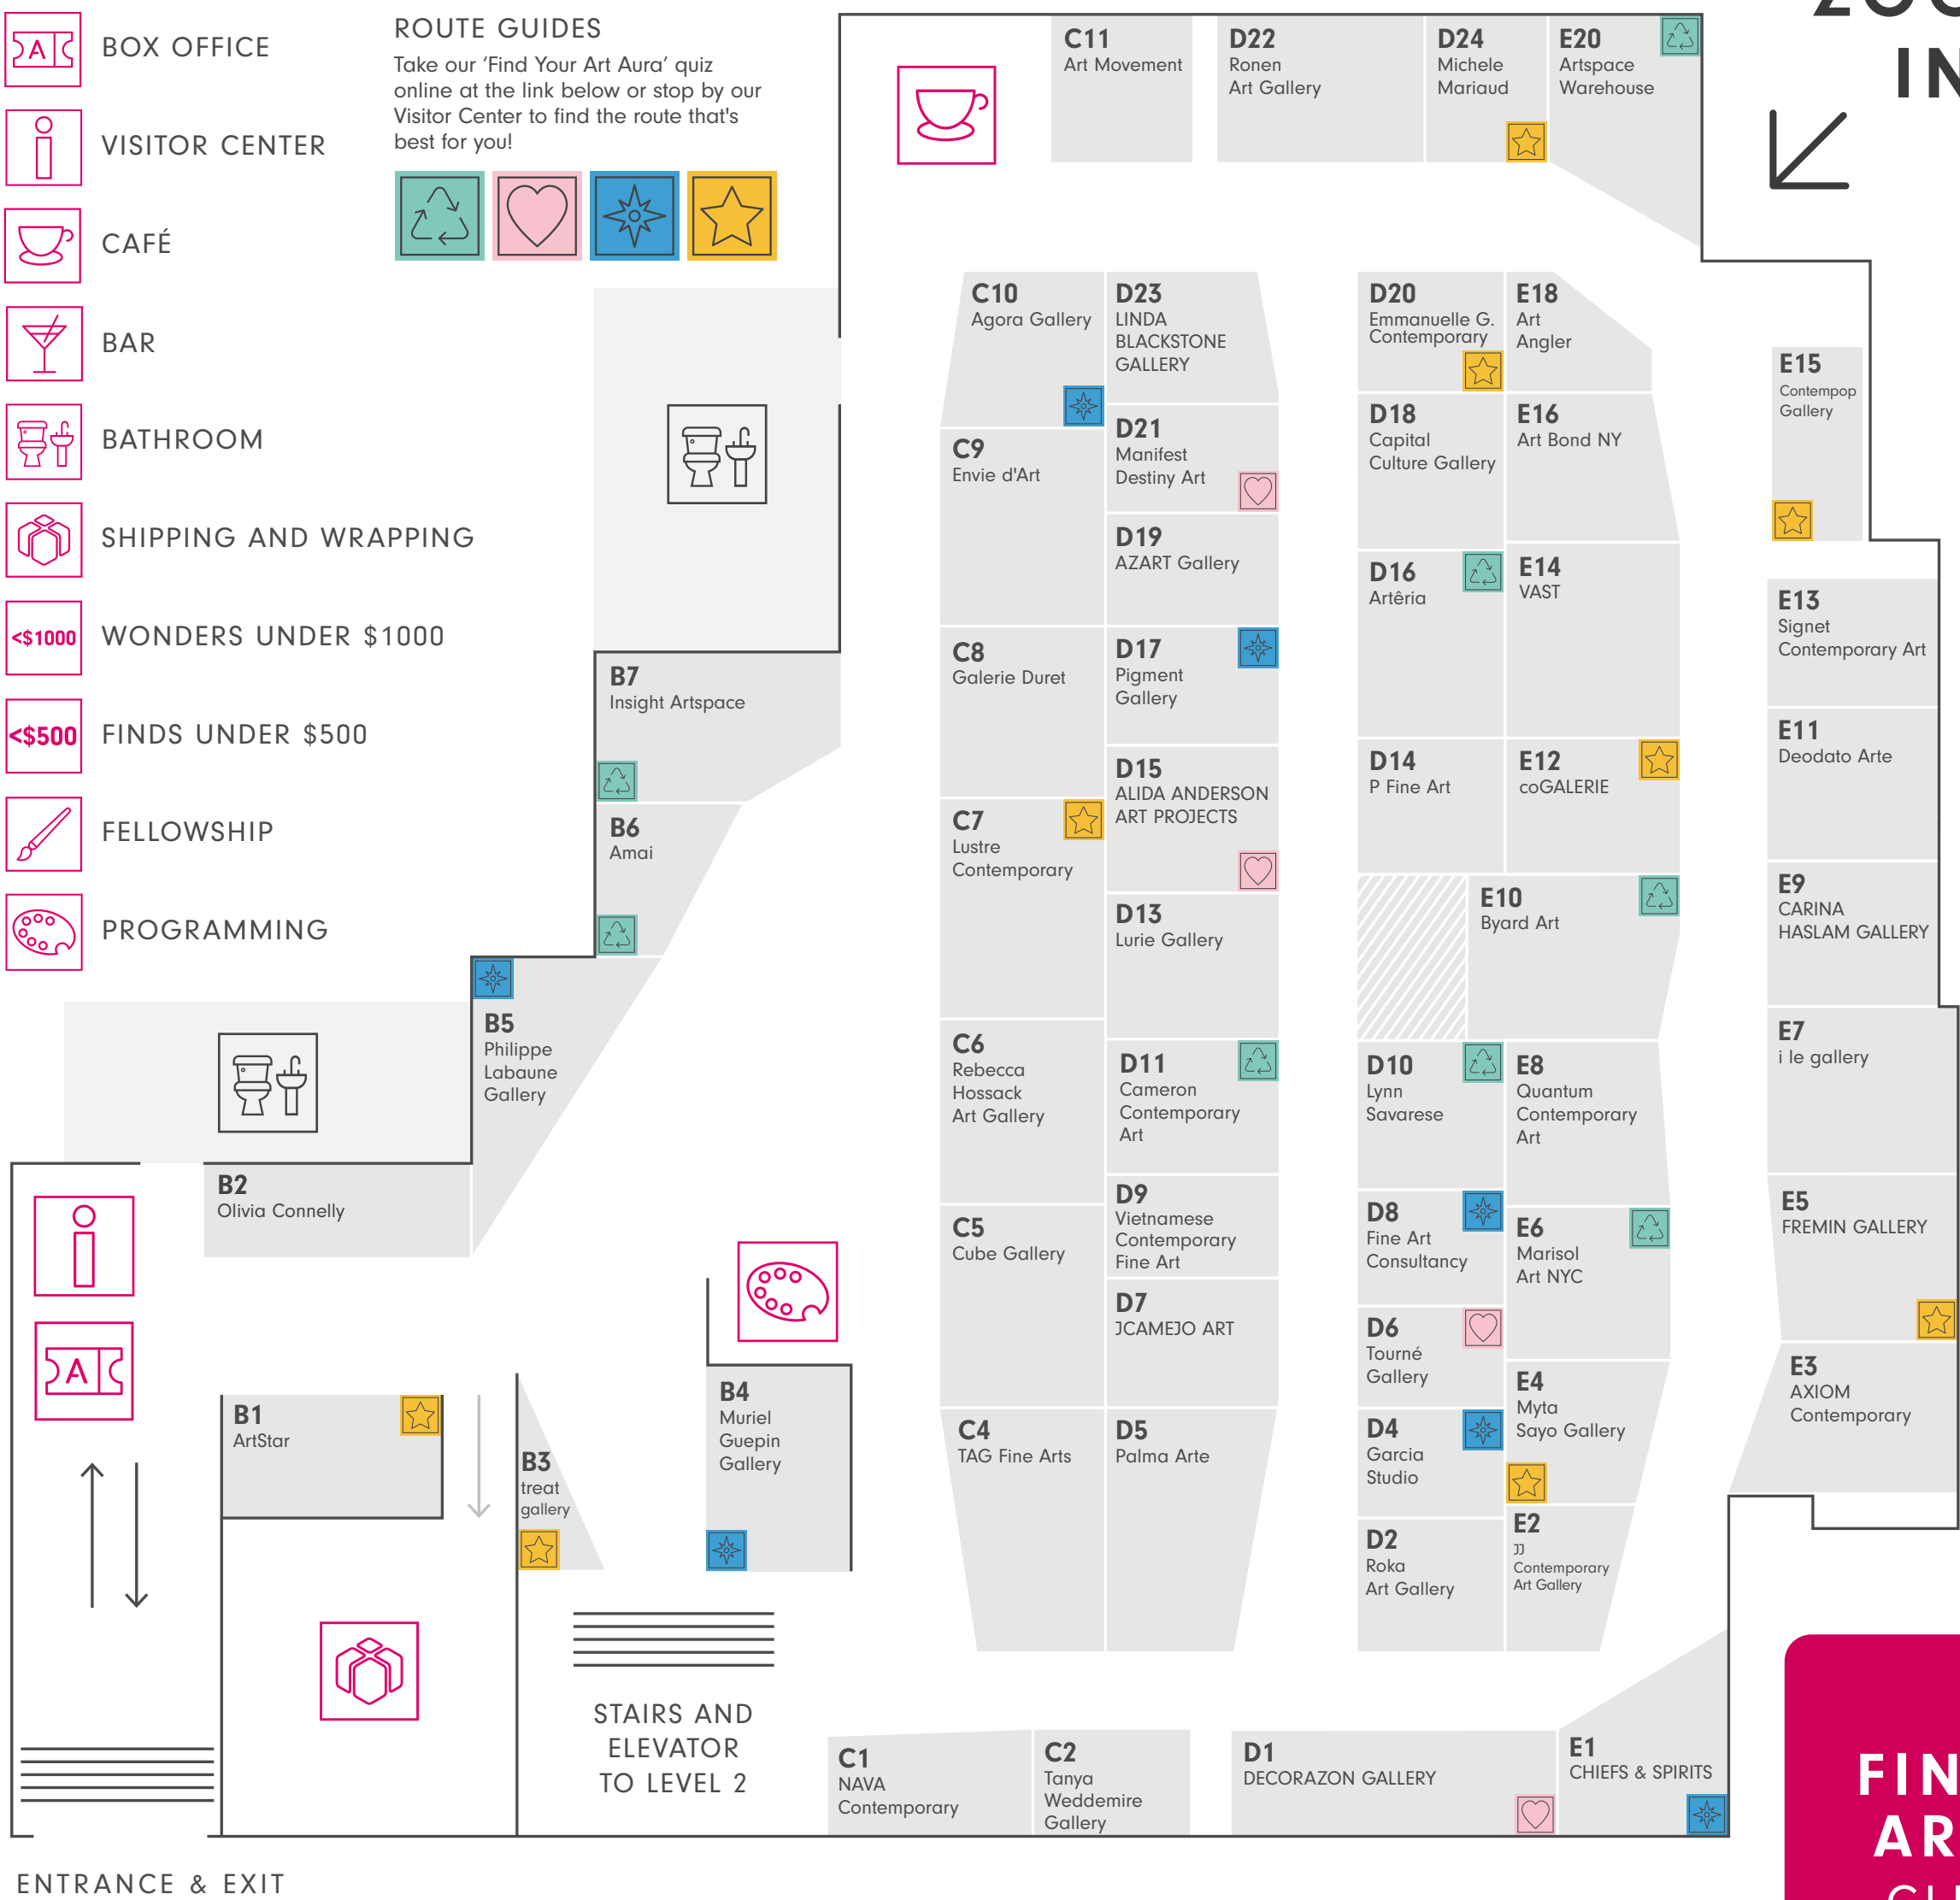 BOX OFFICE
VISITOR CENTER
CAFÉ
BAR
BATHROOM
SHIPPING AND WRAPPING
<$1000
WONDERS UNDER $1000
<$500
FINDS UNDER $500
FELLOWSHIP
PROGRAMMING
A
ROUTE GUIDES
Take our ‘Find Your Art Aura’ quiz
online at the link below or stop by our
Visitor Center to find the route that's
best for you!
IN
C11
Art Movement
D22
Ronen
Art Gallery
D24
Michele
Mariaud
E20
Artspace
Warehouse
C10
Agora Gallery
D23
LINDA
BLACKSTONE
GALLERY
D20
Emmanuelle G.
Contemporary
E18
Art
Angler
E15
Contempop
Gallery
C9
Envie d'Art
D21
Manifest
Destiny Art
D18
Capital
Culture Gallery
E16
Art Bond NY
D19
AZART Gallery
D16
Artêria
E14
VAST
E13
Signet
Contemporary Art
B7
Insight Artspace
C8
Galerie Duret
D17
Pigment
Gallery
E11
Deodato Arte
D15
ALIDA ANDERSON
ART PROJECTS
D14
P Fine Art
E12
coGALERIE
B6
Amai
C7
Lustre
Contemporary
D13
Lurie Gallery
E10
Byard Art
E9
CARINA
HASLAM GALLERY
B5
Philippe
Labaune
Gallery
C6
Rebecca
Hossack
Art Gallery
D11
Cameron
Contemporary
Art
D10
Lynn
Savarese
E8
Quantum
Contemporary
Art
E7
i le gallery
B2
Olivia Connelly
C5
Cube Gallery
D9
Vietnamese
Contemporary
Fine Art
D8
Fine Art
Consultancy
E6
Marisol
Art NYC
E5
FREMIN GALLERY
D7
JCAMEJO ART
D6
Tourné
Gallery
E4
Myta
Sayo Gallery
E3
AXIOM
Contemporary
A
B1
ArtStar
B3
treat
gallery
B4
Muriel
Guepin
Gallery
C4
TAG Fine Arts
D5
Palma Arte
D4
Garcia
Studio
D2
Roka
Art Gallery
E2
JJ
Contemporary
Art Gallery
STAIRS AND
ELEVATOR
TO LEVEL 2
C1
NAVA
Contemporary
C2
Tanya
Weddemire
Gallery
D1
DECORAZON GALLERY
E1
CHIEFS & SPIRITS
FIN
AR
ENTRANCE & EXIT